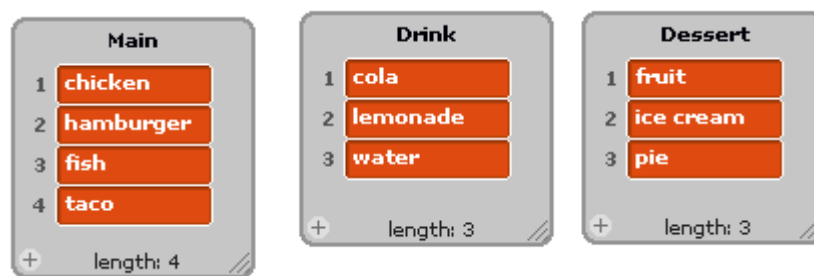 Main
1 chicken
2 hamburger
3 fish
4 taco
+ length: 4
Drink
1 cola
2 lemonade
3 water
+ length: 3
Dessert
1 fruit
2 ice cream
3 pie
+ length: 3